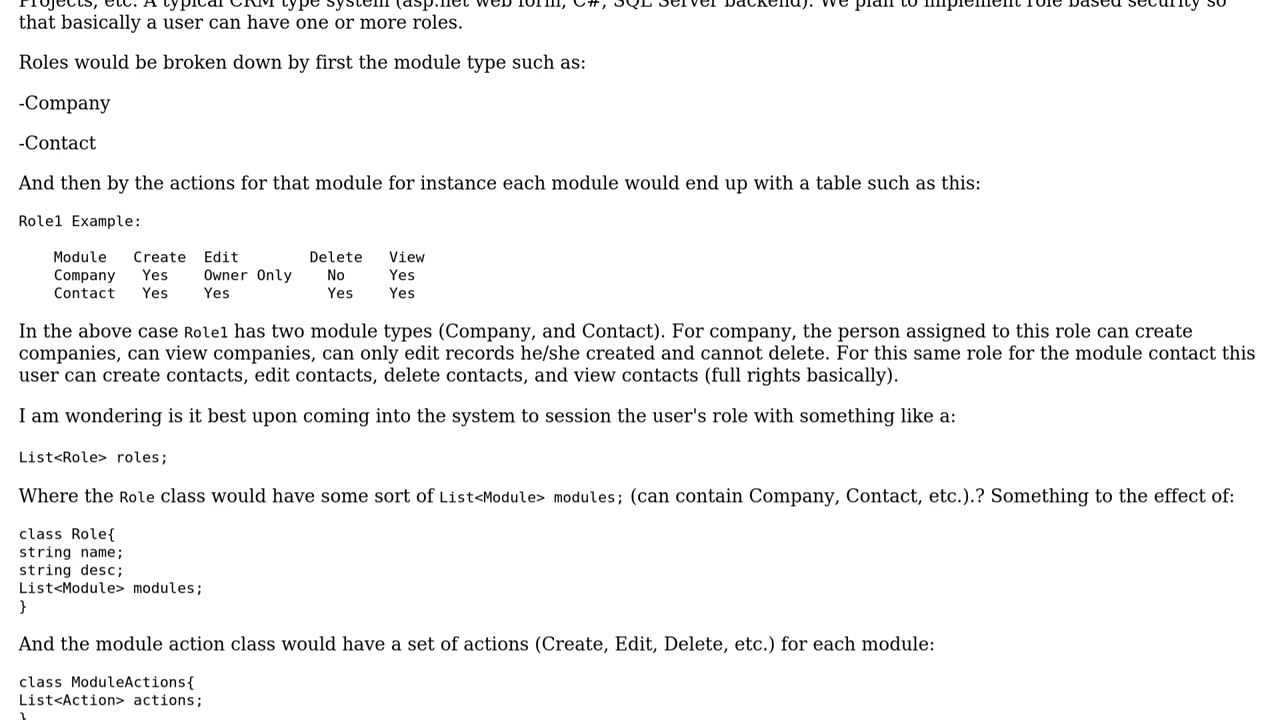 Projects, etc. A typical CRM type system (asp.net web form, C#, SQL Server backend). We plan to implement role based security so
that basically a user can have one or more roles.
Roles would be broken down by first the module type such as:
-Company
-Contact
And then by the actions for that module for instance each module would end up with a table such as this:
Role1 Example:
Module   Create  Edit        Delete   View
Company   Yes    Owner Only    No     Yes
Contact   Yes    Yes           Yes    Yes
In the above case Role1 has two module types (Company, and Contact). For company, the person assigned to this role can create
companies, can view companies, can only edit records he/she created and cannot delete. For this same role for the module contact this
user can create contacts, edit contacts, delete contacts, and view contacts (full rights basically).
I am wondering is it best upon coming into the system to session the user's role with something like a:
List<Role> roles;
Where the Role class would have some sort of List<Module> modules; (can contain Company, Contact, etc.).? Something to the effect of:
class Role{
string name;
string desc;
List<Module> modules;
}
And the module action class would have a set of actions (Create, Edit, Delete, etc.) for each module:
class ModuleActions{
List<Action> actions;
}